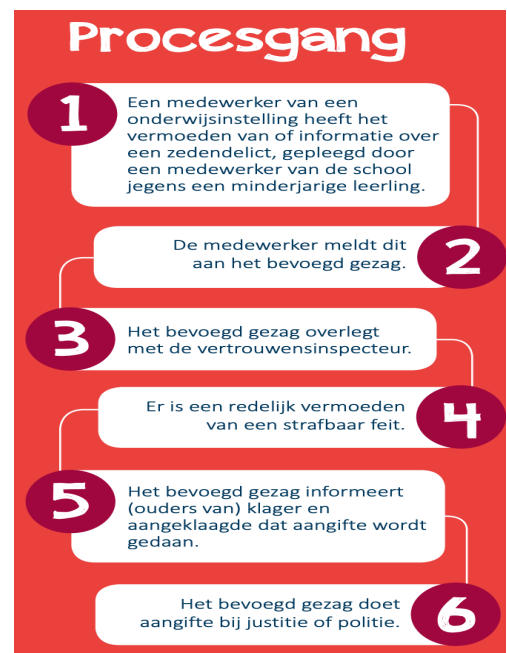 Procesgang
1
Een medewerker van een
onderwijsinstelling heeft het
vermoeden van of informatie over
een zedendelict, gepleegd door
een medewerker van de school
jegens een minderjarige leerling.
De medewerker meldt dit
aan het bevoegd gezag.
2
3
Het bevoegd gezag overlegt
met de vertrouwensinspecteur.
Er is een redelijk vermoeden
van een strafbaar feit.
4
5
Het bevoegd gezag informeert
(ouders van) klager en
aangeklaagde dat aangifte wordt
gedaan.
Het bevoegd gezag doet
aangifte bij justitie of politie.
6